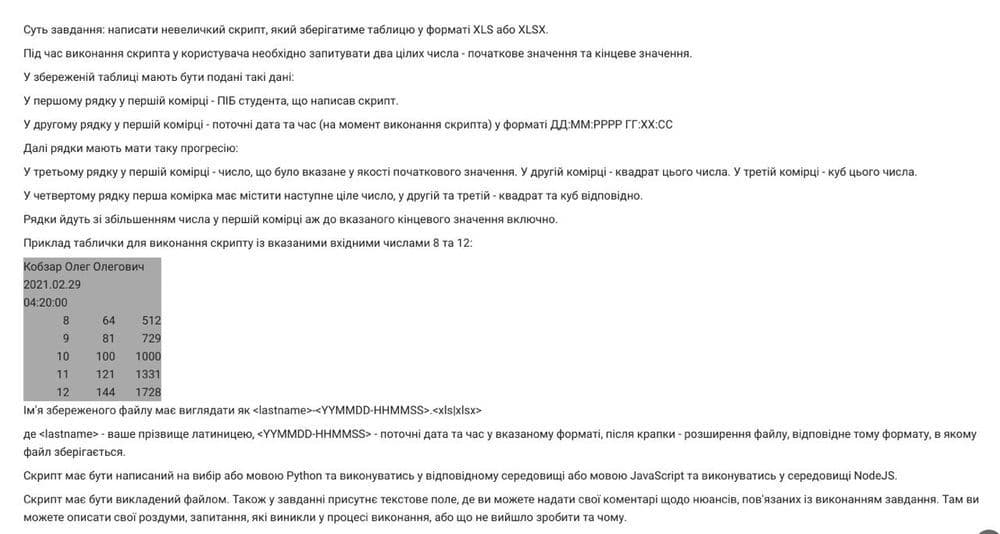 Суть завдання: написати невеличкий скрипт, який зберігатиме таблицю у форматі XLS або XLSX.
Під час виконання скрипта у користувача необхідно запитувати два цілих числа - початкове значення та кінцеве значення.
У збереженій таблиці мають бути подані такі дані:
У першому рядку у першій комірці - ПІБ студента, що написав скрипт.
У другому рядку у першій комірці - поточні дата та час (на момент виконання скрипта) у форматі ДД:ММ:РРРР ГГ:ХХ:СС
Далі рядки мають мати таку прогресію:
У третьому рядку у першій комірці - число, що було вказане у якості початкового значення. У другій комірці - квадрат цього числа. У третій комірці - куб цього числа.
У четвертому рядку перша комірка має містити наступне ціле число, у другій та третій - квадрат та куб відповідно.
Рядки йдуть зі збільшенням числа у першій комірці аж до вказаного кінцевого значення включно.
Приклад таблички для виконання скрипту із вказаними вхідними числами 8 та 12:
Кобзар Олег Олегович
2021.02.29
04:20:00
8 64 512
9 81 729
10 100 1000
11 121 1331
12 144 1728
Ім'я збереженого файлу має виглядати як <lastname>-<YYMMDD-HHMMSS>.<xls|xlsx>
де <lastname> - ваше прізвище латиницею, <YYMMDD-HHMMSS> - поточні дата та час у вказаному форматі, після крапки - розширення файлу, відповідне тому формату, в якому
файл зберігається.
Скрипт має бути написаний на вибір або мовою Python та виконуватись у відповідному середовищі або мовою JavaScript та виконуватись у середовищі NodeJS.
Скрипт має бути викладений файлом. Також у завданні присутнє текстове поле, де ви можете надати свої коментарі щодо нюансів, пов'язаних із виконанням завдання. Там ви
можете описати свої роздуми, запитання, які виникли у процесі виконання, або що не вийшло зробити та чому.